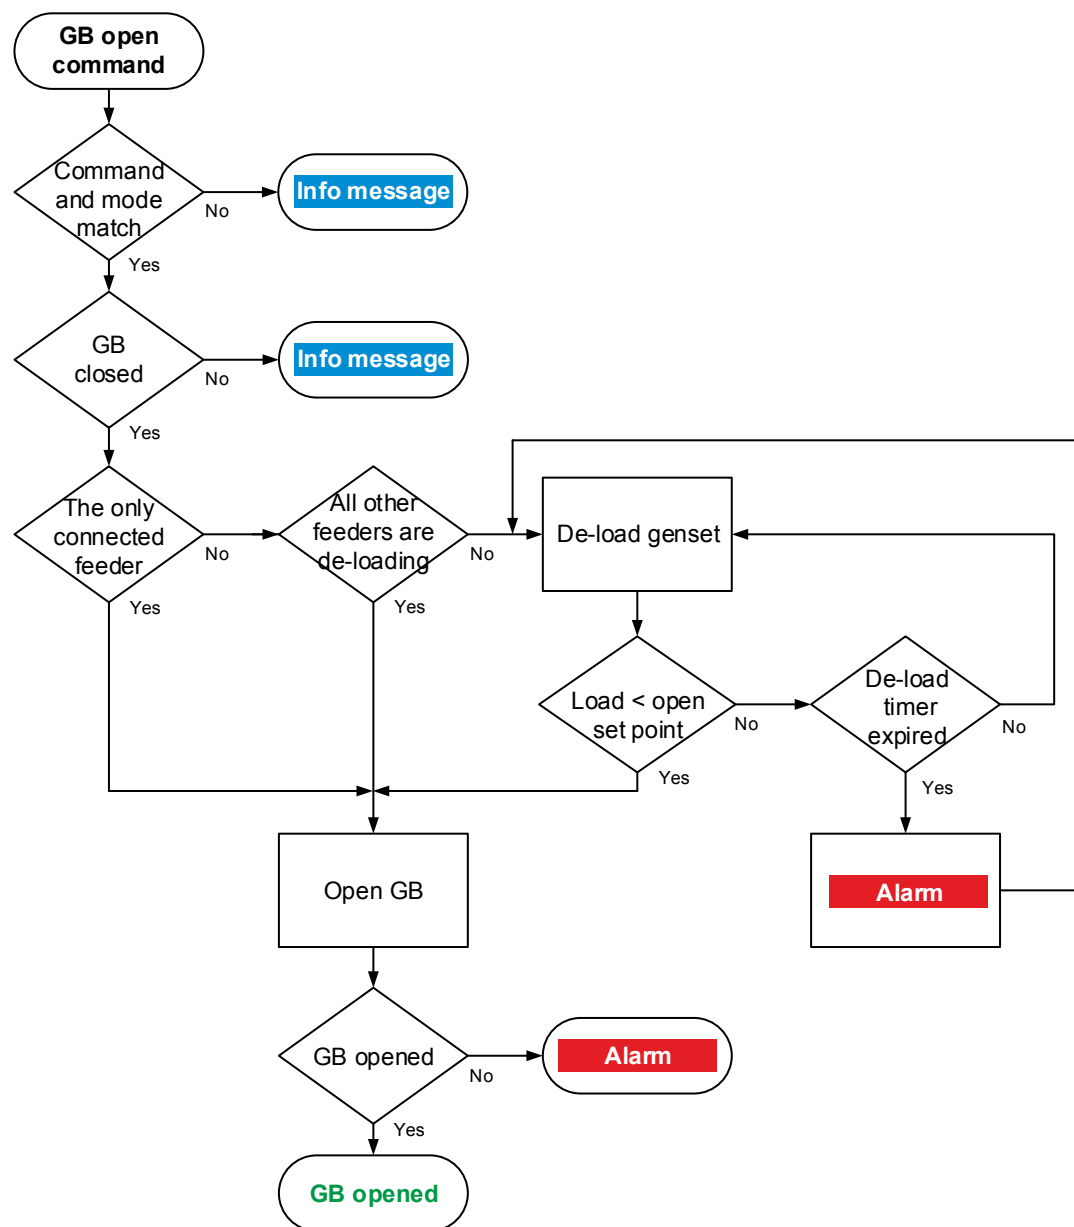 GB open
command
Command
and mode
match
No
Info message
Yes
GB
closed
No
Info message
Yes
The only
connected
feeder
No
Yes
All other
feeders are
de-loading
No
Yes
De-load genset
Load < open
set point
No
Yes
De-load
timer
expired
No
Yes
Alarm
Open GB
GB opened
No
Alarm
Yes
GB opened